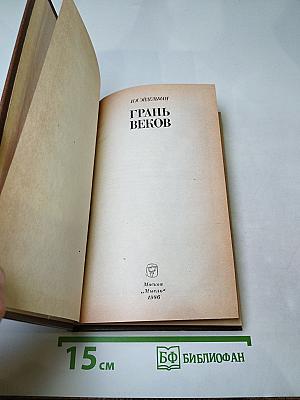 Н.Я. ЭЙДЕЛЬМАН
ГРАНЬ
ВЕКОВ
Москва
„Мысль“
1986
15 см
БФ БИБЛИОФАН